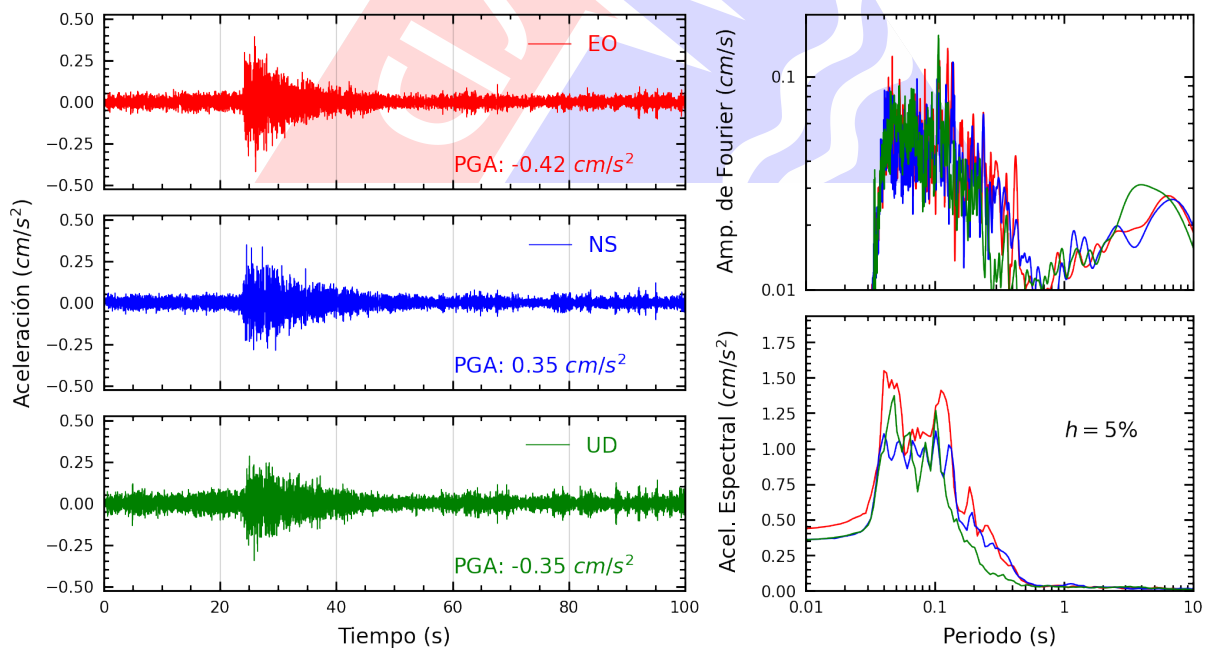 Aceleración (cm/s²)
0.50
0.25
0.00
−0.25
−0.50
EO
PGA: -0.42 cm/s²
0.50
0.25
0.00
−0.25
−0.50
NS
PGA: 0.35 cm/s²
0.50
0.25
0.00
−0.25
−0.50
UD
PGA: -0.35 cm/s²
0 20 40 60 80 100
Tiempo (s)
Amp. de Fourier (cm/s)
0.1
0.01
Acel. Espectral (cm/s²)
1.75
1.50
1.25
1.00
0.75
0.50
0.25
0.00
h = 5%
0.01 0.1 1 10
Periodo (s)